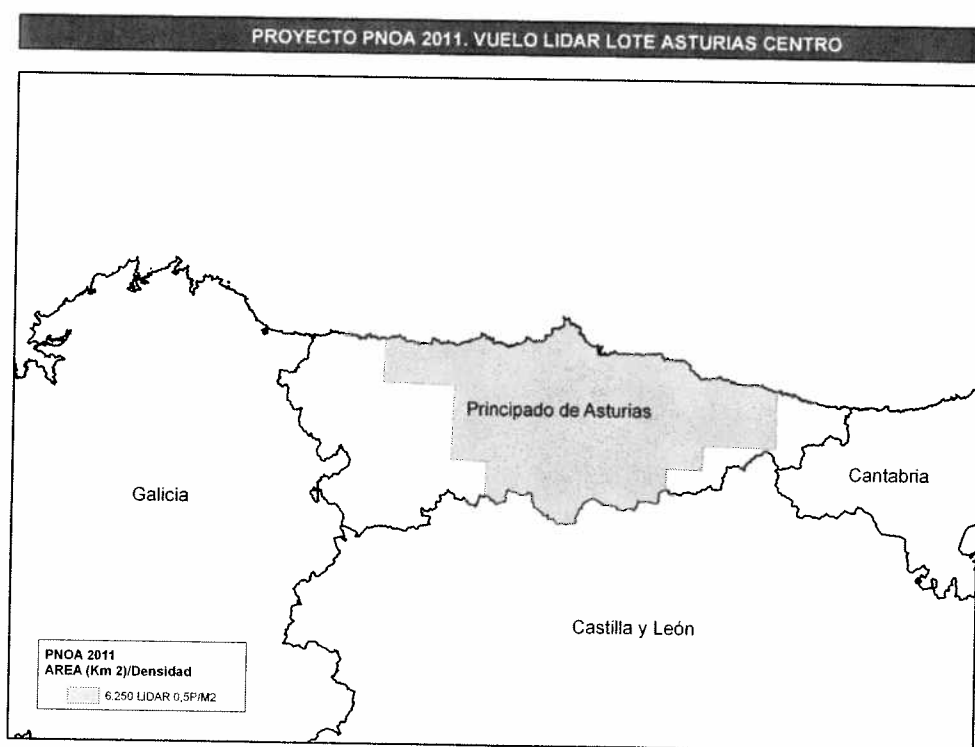 PROYECTO PNOA 2011. VUELO LIDAR LOTE ASTURIAS CENTRO
Principado de Asturias
Cantabria
Galicia
Castilla y León
PNOA 2011
AREA (Km 2)/Densidad
6.250 LIDAR 0,5P/M2